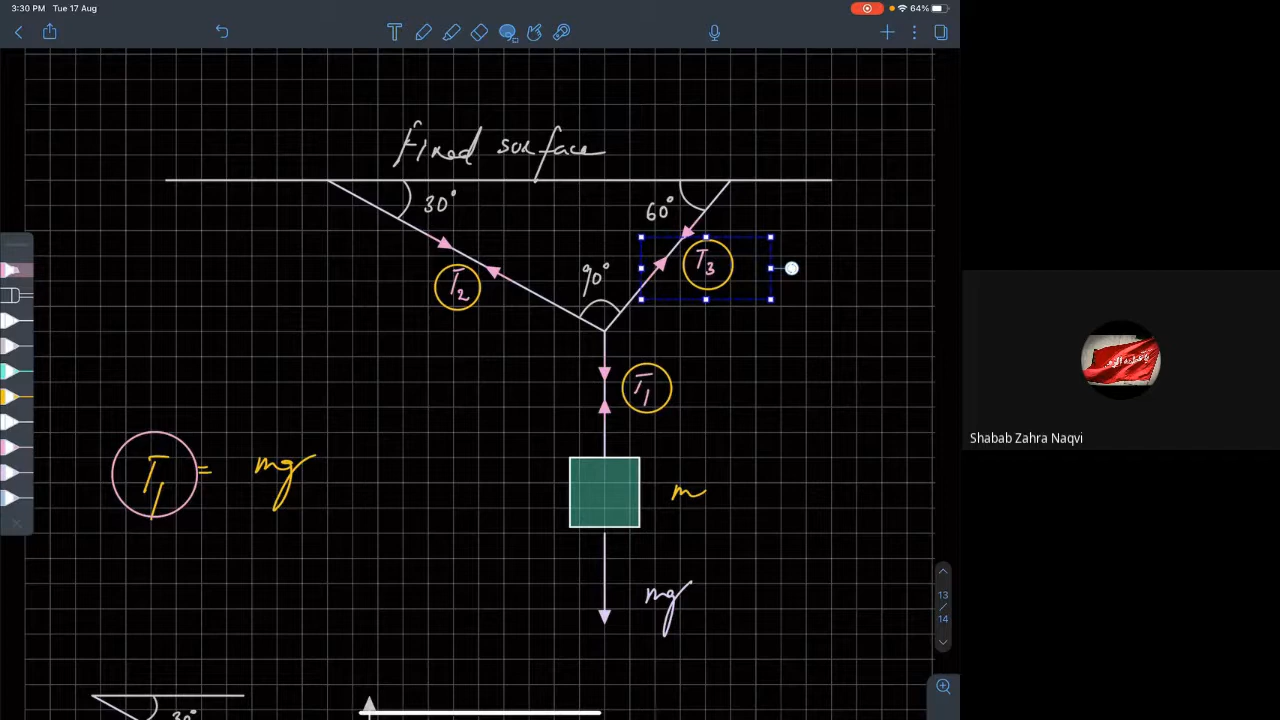 3:30 PM Tue 17 Aug
64%
Fixed surface
30°
60°
90°
T2
T3
T1
T1 = mg
m
mg
13
/
14
30°
Shabab Zahra Naqvi